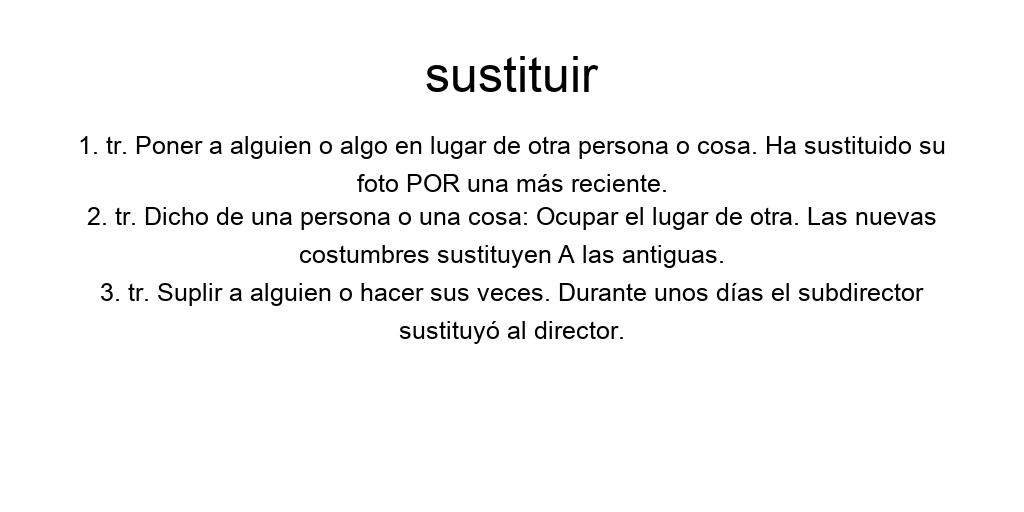 sustituir
1. tr. Poner a alguien o algo en lugar de otra persona o cosa. Ha sustituido su
foto POR una más reciente.
2. tr. Dicho de una persona o una cosa: Ocupar el lugar de otra. Las nuevas
costumbres sustituyen A las antiguas.
3. tr. Suplir a alguien o hacer sus veces. Durante unos días el subdirector
sustituyó al director.